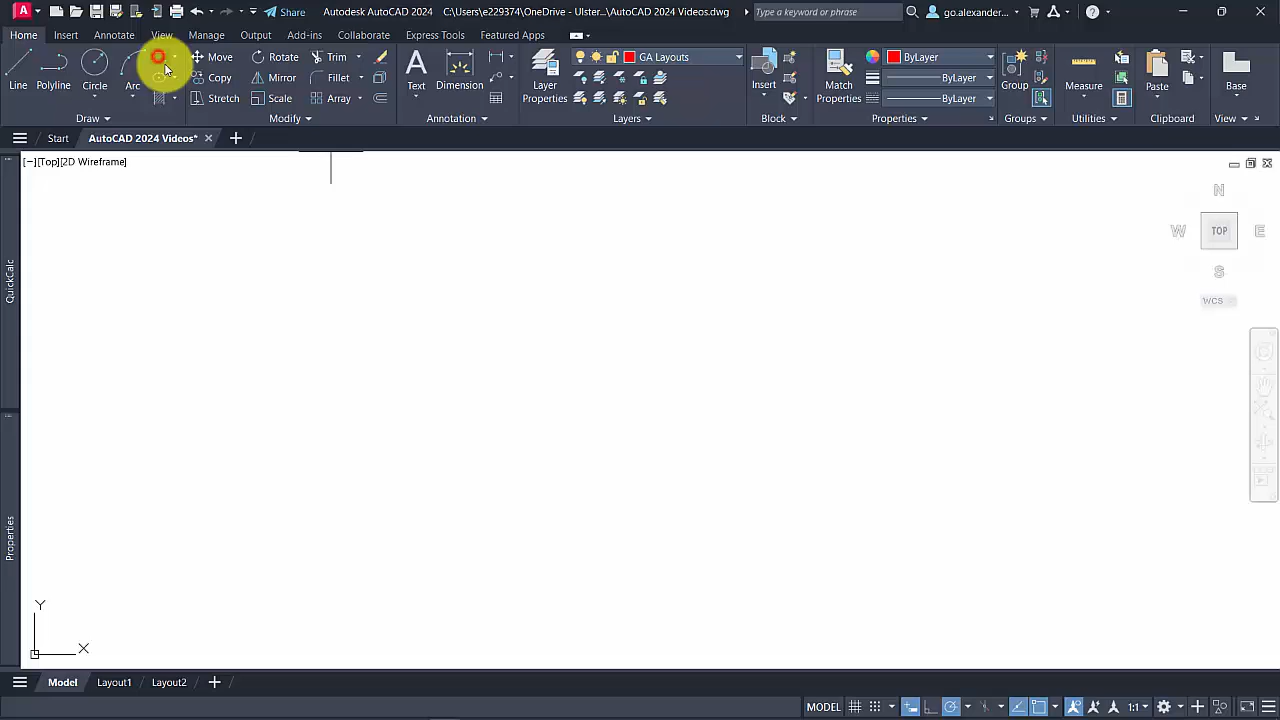 Share
Autodesk AutoCAD 2024 C:\Users\e229374\OneDrive - Ulster...\AutoCAD 2024 Videos.dwg
Type a keyword or phrase
go.alexander...
Home Insert Annotate View Manage Output Add-ins Collaborate Express Tools Featured Apps
Line Polyline Circle Arc
Move Rotate Trim
Copy Mirror Fillet
Stretch Scale Array
Text Dimension
Layer Properties
GA Layouts
Insert
Match Properties
ByLayer
ByLayer
ByLayer
Group
Measure
Paste
Base
Draw Modify Annotation Layers Block Properties Groups Utilities Clipboard View
Start AutoCAD 2024 Videos*
[−][Top][2D Wireframe]
N
W TOP E
S
WCS
QuickCalc
Properties
Y
X
Model Layout1 Layout2
MODEL 1:1